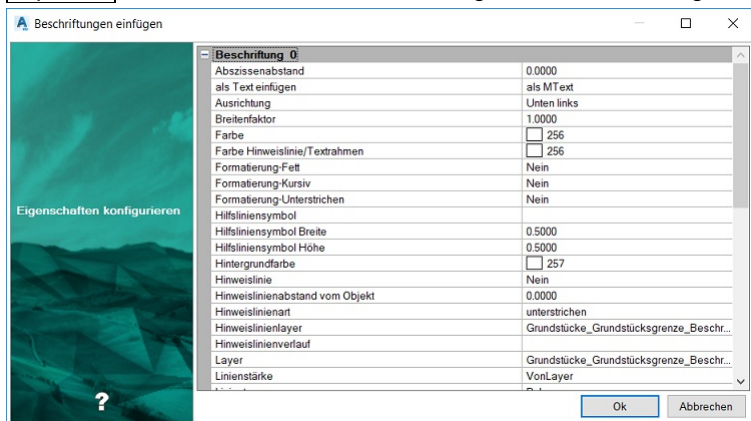 Beschriftungen einfügen
Eigenschaften konfigurieren
?
Beschriftung 0
Abszissenabstand 0.0000
als Text einfügen als MText
Ausrichtung Unten links
Breitenfaktor 1.0000
Farbe 256
Farbe Hinweislinie/Textrahmen 256
Formatierung-Fett Nein
Formatierung-Kursiv Nein
Formatierung-Unterstrichen Nein
Hilfsliniensymbol
Hilfsliniensymbol Breite 0.5000
Hilfsliniensymbol Höhe 0.5000
Hintergrundfarbe 257
Hinweislinie Nein
Hinweislinienabstand vom Objekt 0.0000
Hinweislinienart unterstrichen
Hinweislinienlayer Grundstücke_Grundstücksgrenze_Beschr...
Hinweislinienverlauf
Layer Grundstücke_Grundstücksgrenze_Beschr...
Linienstärke VonLayer
Ok Abbrechen